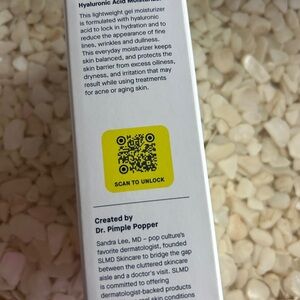 Hyaluronic Acid Moisturizer
This lightweight gel moisturizer
is formulated with hyaluronic
acid to lock in hydration and to
reduce the appearance of fine
lines, wrinkles and dullness.
This everyday moisturizer keeps
skin balanced, and protects the
skin barrier from excess oiliness,
dryness, and irritation that may
result while using treatments
for acne or aging skin.
SCAN TO UNLOCK
Created by
Dr. Pimple Popper
Sandra Lee, MD – pop culture's
favorite dermatologist, founded
SLMD Skincare to bridge the gap
between the cluttered skincare
aisle and a doctor's visit. SLMD
is committed to offering
dermatologist-backed products
skin conditions